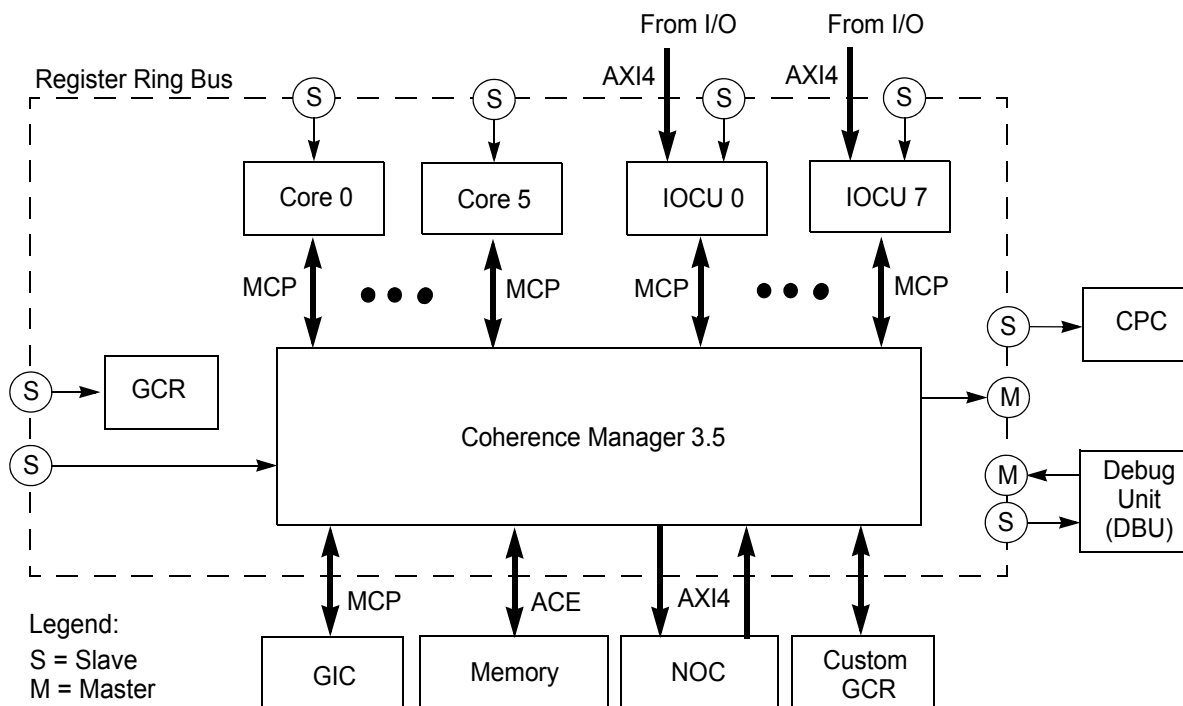 From I/O
From I/O
Register Ring Bus
AXI4
AXI4
S
S
S
S
Core 0
Core 5
IOCU 0
IOCU 7
MCP
MCP
MCP
MCP
S
CPC
S
GCR
M
Coherence Manager 3.5
S
M
S
Debug
Unit
(DBU)
MCP
ACE
AXI4
Legend:
S = Slave
M = Master
GIC
Memory
NOC
Custom
GCR